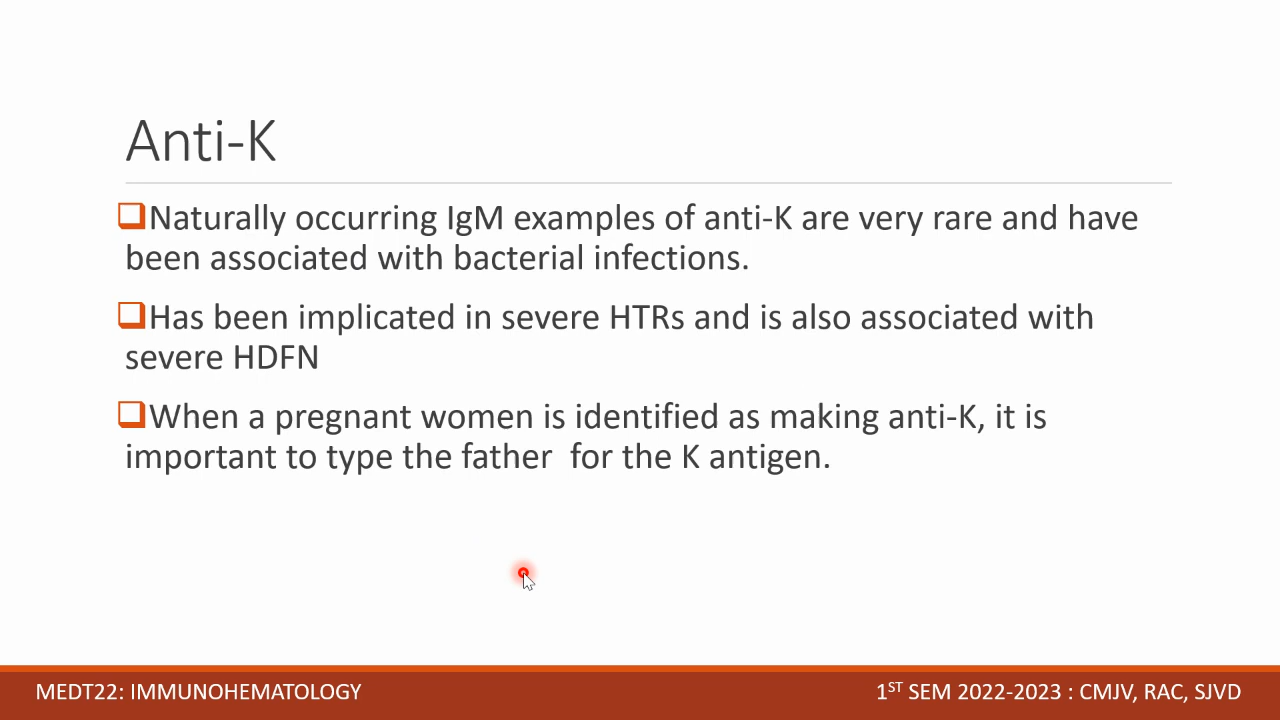 Anti-K
Naturally occurring IgM examples of anti-K are very rare and have
been associated with bacterial infections.
Has been implicated in severe HTRs and is also associated with
severe HDFN
When a pregnant women is identified as making anti-K, it is
important to type the father  for the K antigen.
MEDT22: IMMUNOHEMATOLOGY
1ST SEM 2022-2023 : CMJV, RAC, SJVD